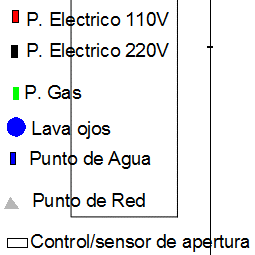 P. Electrico 110V
P. Electrico 220V
P. Gas
Lava ojos
Punto de Agua
Punto de Red
Control/sensor de apertura